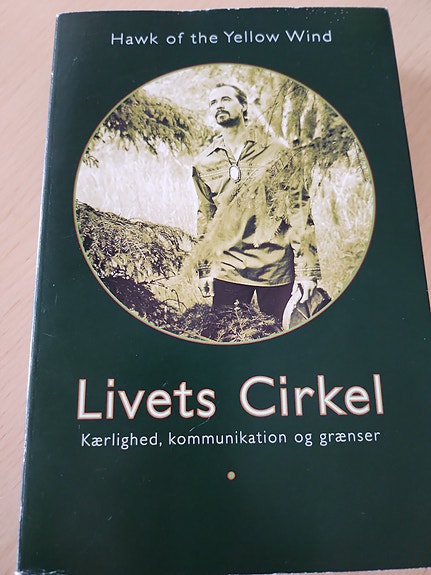 Hawk of the Yellow Wind
Livets Cirkel
Kærlighed, kommunikation og grænser